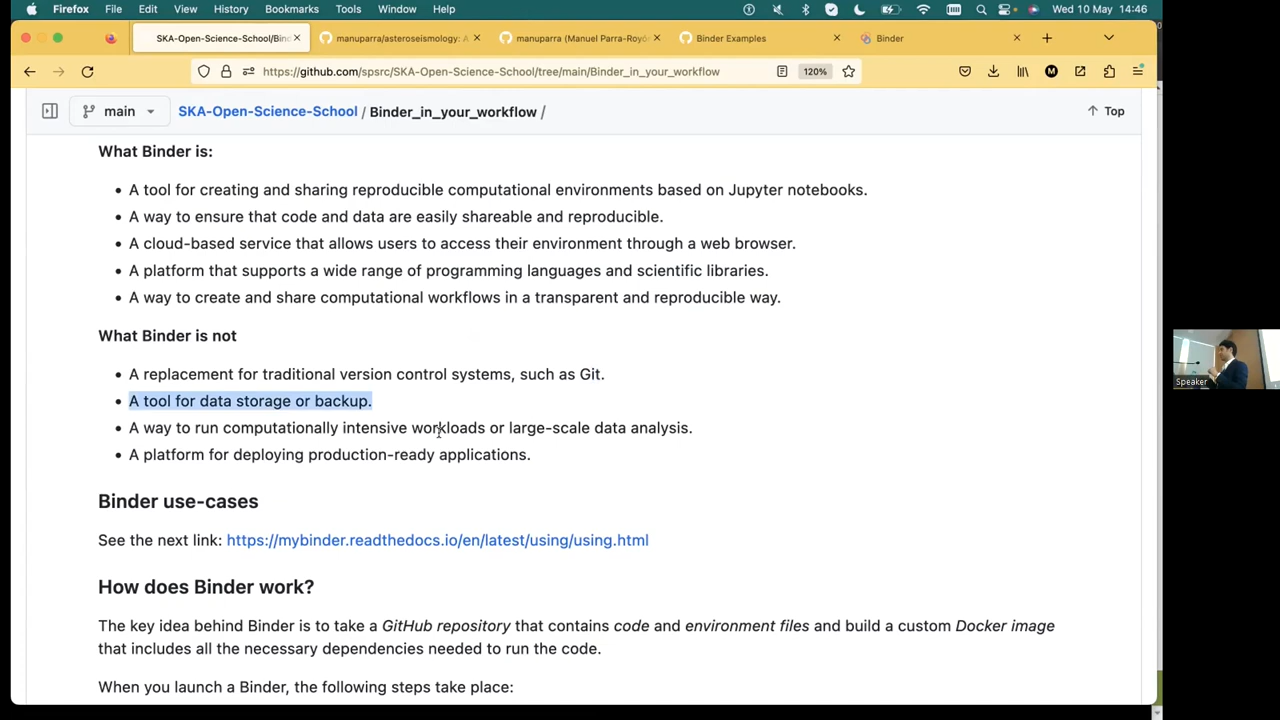 Firefox File Edit View History Bookmarks Tools Window Help Wed 10 May 14:46
SKA-Open-Science-School/Bin manuparra/asteroseismology: A manuparra (Manuel Parra-Royón Binder Examples Binder
https://github.com/spsrc/SKA-Open-Science-School/tree/main/Binder_in_your_workflow 120%
main SKA-Open-Science-School / Binder_in_your_workflow / Top
What Binder is:
• A tool for creating and sharing reproducible computational environments based on Jupyter notebooks.
• A way to ensure that code and data are easily shareable and reproducible.
• A cloud-based service that allows users to access their environment through a web browser.
• A platform that supports a wide range of programming languages and scientific libraries.
• A way to create and share computational workflows in a transparent and reproducible way.
What Binder is not
• A replacement for traditional version control systems, such as Git.
• A tool for data storage or backup.
• A way to run computationally intensive workloads or large-scale data analysis.
• A platform for deploying production-ready applications.
Binder use-cases
See the next link: https://mybinder.readthedocs.io/en/latest/using/using.html
How does Binder work?
The key idea behind Binder is to take a GitHub repository that contains code and environment files and build a custom Docker image
that includes all the necessary dependencies needed to run the code.
When you launch a Binder, the following steps take place:
Speaker